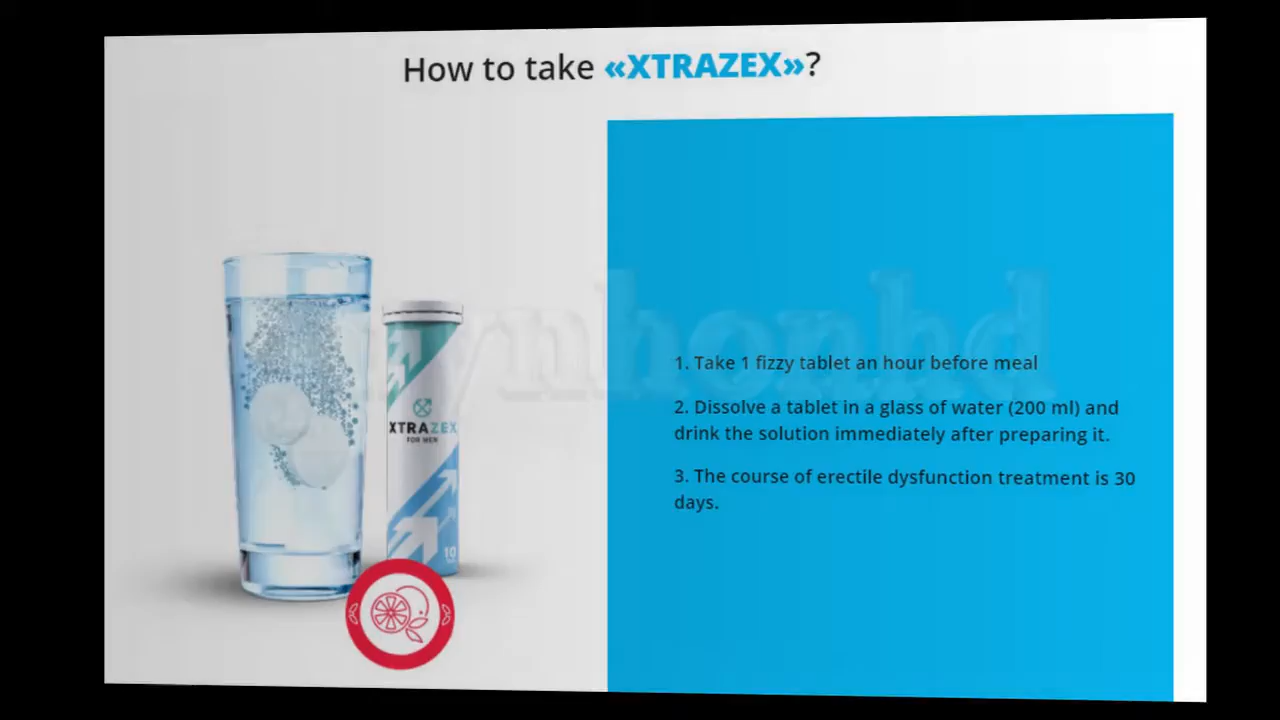 How to take «XTRAZEX»?
1. Take 1 fizzy tablet an hour before meal
2. Dissolve a tablet in a glass of water (200 ml) and
drink the solution immediately after preparing it.
3. The course of erectile dysfunction treatment is 30
days.
XTRAZEX
FOR MEN
10